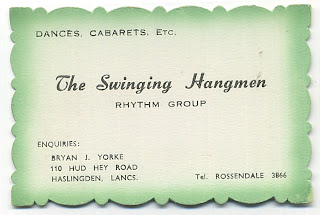 DANCES, CABARETS, ETC.
The Swinging Hangmen
RHYTHM GROUP
ENQUIRIES:
BRYAN J. YORKE
110 HUD HEY ROAD
HASLINGDEN, LANCS.
Tel. ROSSENDALE 3866